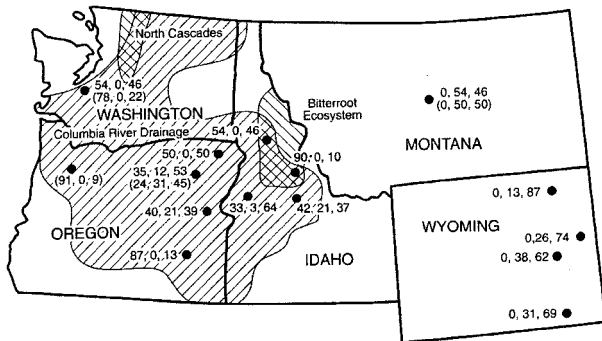 North Cascades
54, 0, 46
(78, 0, 22)
WASHINGTON
Columbia River Drainage
Bitterroot
Ecosystem
0, 54, 46
(0, 50, 50)
MONTANA
54, 0, 46
50, 0, 50
90, 0, 10
(91, 0, 9)
35, 12, 53
(24, 31, 45)
40, 21, 39
33, 3, 64
42, 21, 37
0, 13, 87
OREGON
WYOMING
0,26, 74
87, 0, 13
IDAHO
0, 38, 62
0, 31, 69